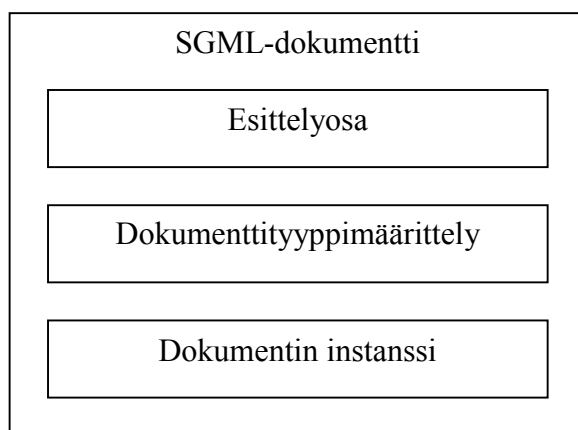 SGML-dokumentti
Esittelyosa
Dokumenttityyppimäärittely
Dokumentin instanssi